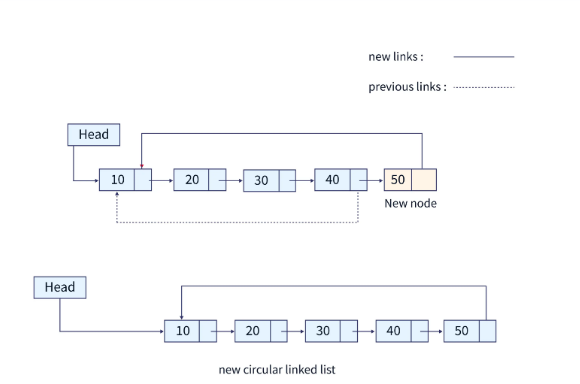 new links :
previous links :
Head
10 20 30 40 50
New node
Head
10 20 30 40 50
new circular linked list